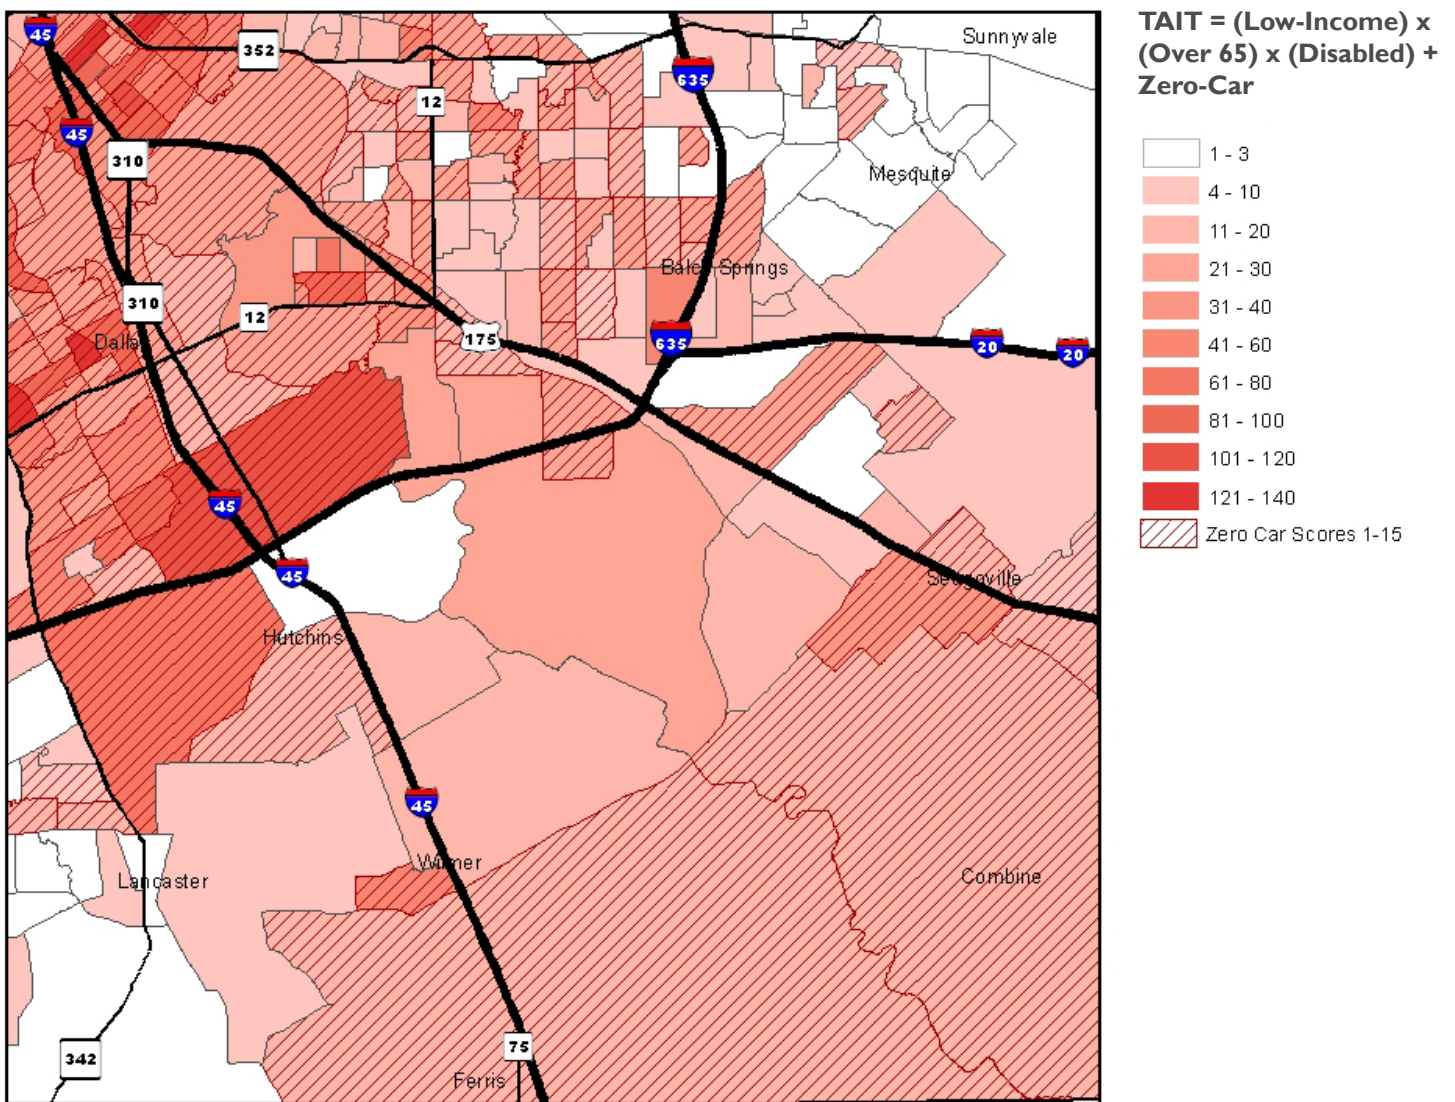 TAIT = (Low-Income) x
(Over 65) x (Disabled) +
Zero-Car
1 - 3
4 - 10
11 - 20
21 - 30
31 - 40
41 - 60
61 - 80
81 - 100
101 - 120
121 - 140
Zero Car Scores 1-15
45
352
Sunnyvale
635
12
45
310
Mesquite
Balch Springs
310
12
Dallas
175
635
20
20
45
45
Seagoville
Hutchins
45
Wilmer
Lancaster
Combine
75
342
Ferris